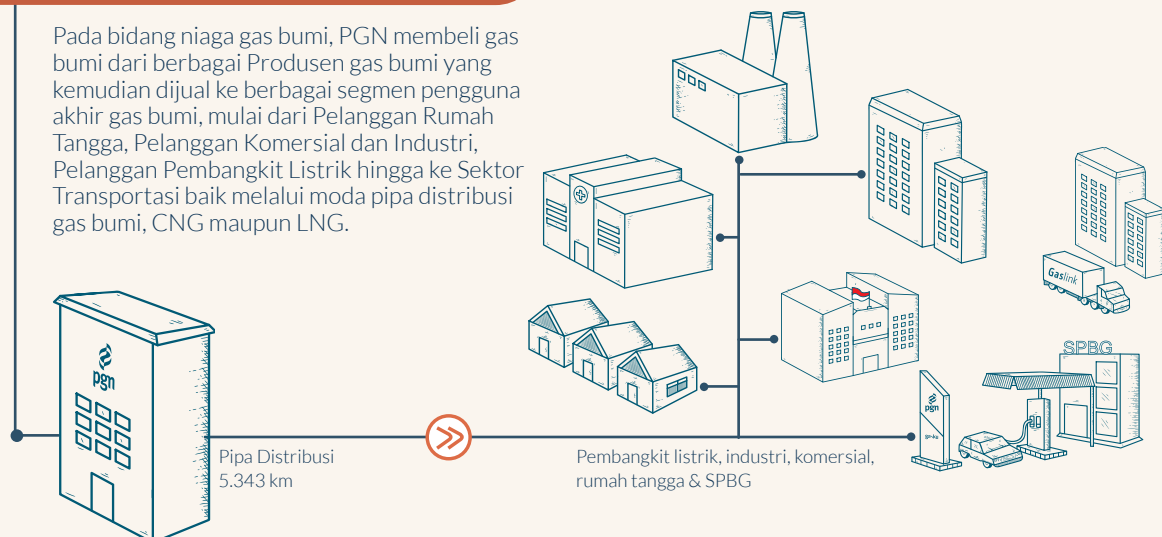 Pada bidang niaga gas bumi, PGN membeli gas
bumi dari berbagai Produsen gas bumi yang
kemudian dijual ke berbagai segmen pengguna
akhir gas bumi, mulai dari Pelanggan Rumah
Tangga, Pelanggan Komersial dan Industri,
Pelanggan Pembangkit Listrik hingga ke Sektor
Transportasi baik melalui moda pipa distribusi
gas bumi, CNG maupun LNG.
Gaslink
SPBG
pgn
pgn
Pipa Distribusi
5.343 km
Pembangkit listrik, industri, komersial,
rumah tangga & SPBG